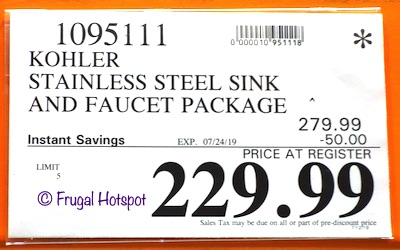 1095111
0000010 951118
*
KOHLER
STAINLESS STEEL SINK
AND FAUCET PACKAGE
279.99
Instant Savings EXP. 07/24/19 -50.00
PRICE AT REGISTER
LIMIT
5
229.99
© Frugal Hotspot
Sales Tax may be due on all or part of pre-discount price